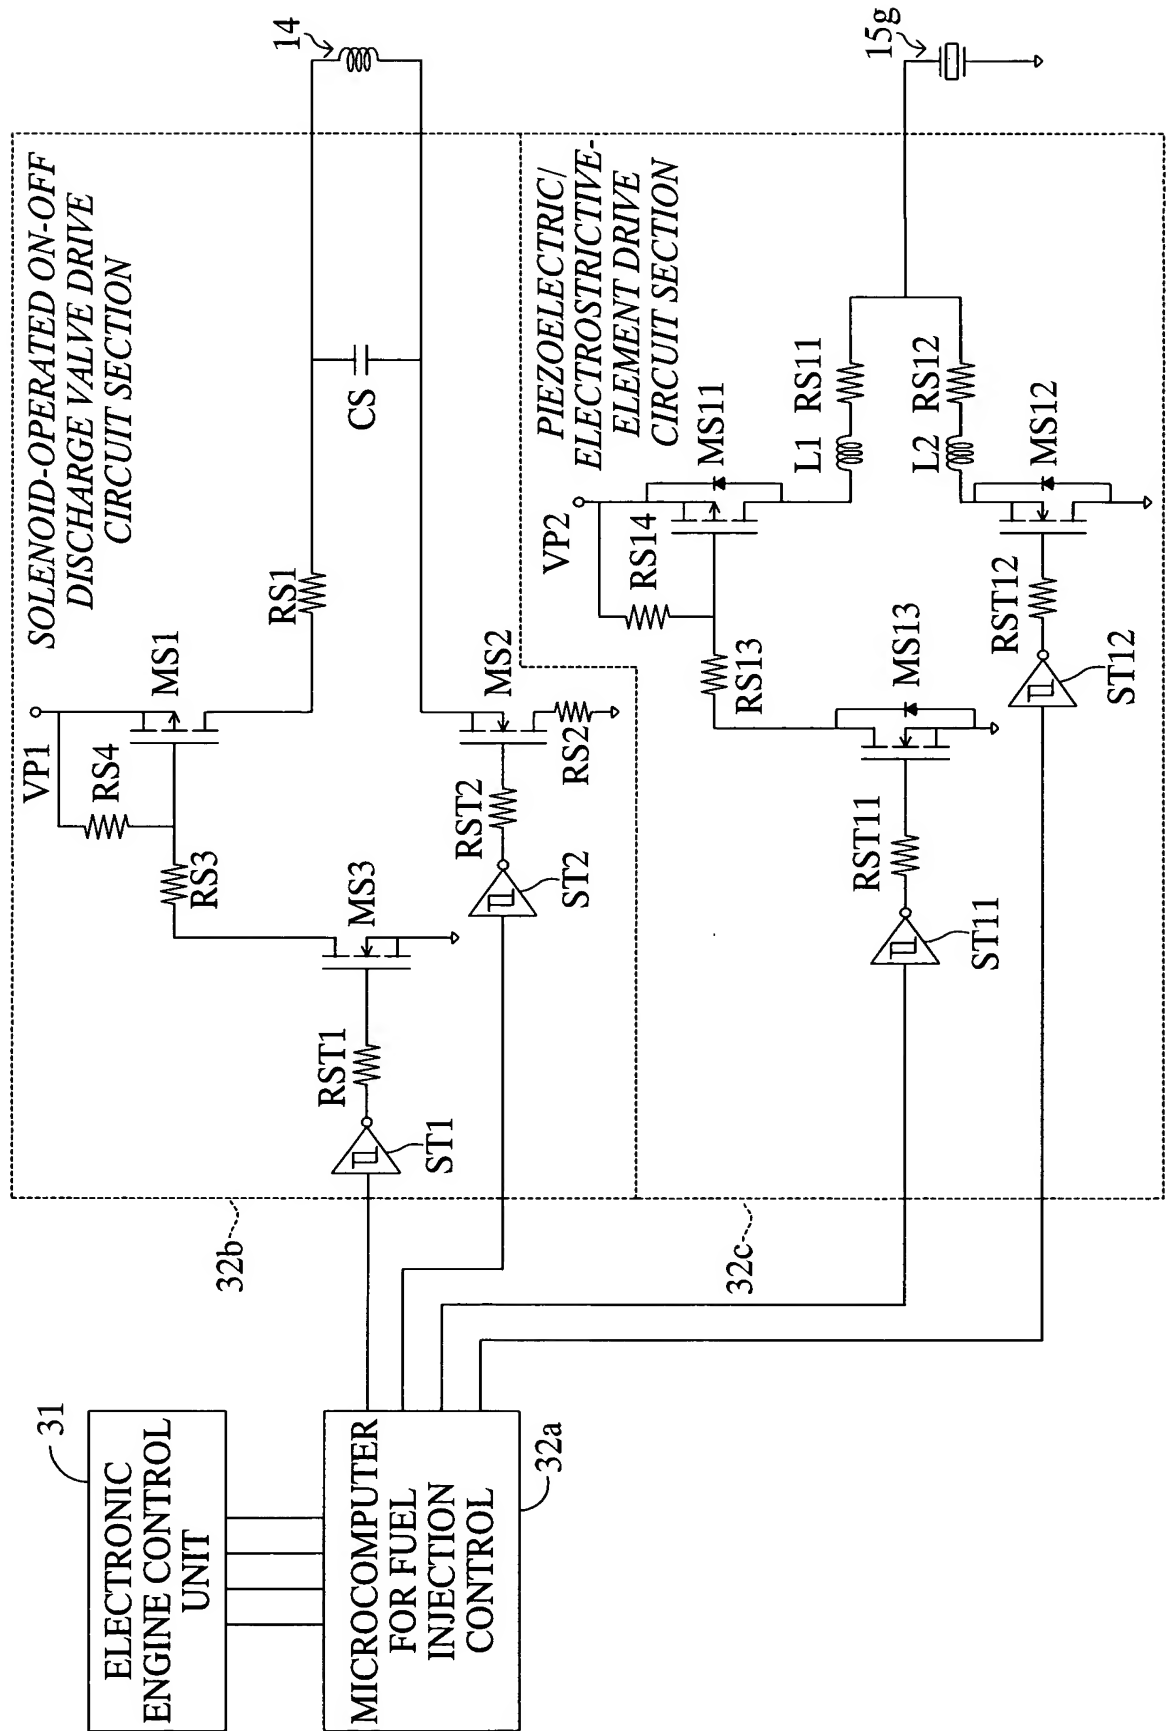 ELECTRONIC
ENGINE CONTROL
UNIT
31
MICROCOMPUTER
FOR FUEL
INJECTION
CONTROL
32a
32b
32c
SOLENOID-OPERATED ON-OFF
DISCHARGE VALVE DRIVE
CIRCUIT SECTION
VP1
RS4
MS1
RS3
RS1
MS3
RST1
ST1
CS
14
MS2
RST2
RS2
ST2
PIEZOELECTRIC/
ELECTROSTRICTIVE-
ELEMENT DRIVE
CIRCUIT SECTION
VP2
RS14
MS11
RS13
MS13
RST11
ST11
L1
RS11
L2
RS12
MS12
RST12
ST12
15g